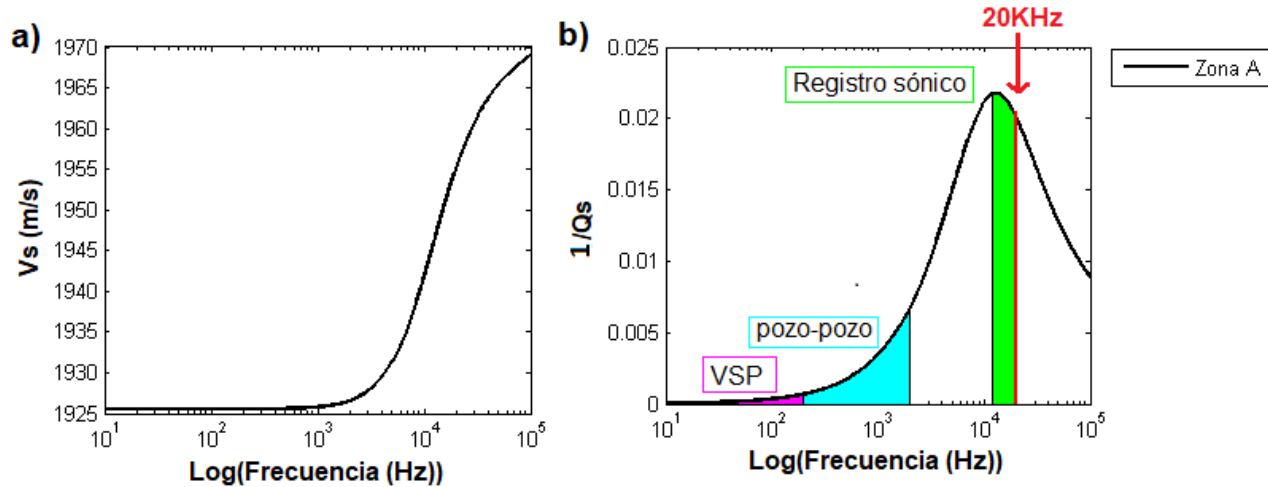 a)
1970
1965
1960
1955
1950
1945
1940
1935
1930
1925
Vs (m/s)
10^1
10^2
10^3
10^4
10^5
Log(Frecuencia (Hz))
b)
20KHz
0.025
0.02
0.015
0.01
0.005
0
1/Qs
Registro sónico
pozo-pozo
VSP
10^1
10^2
10^3
10^4
10^5
Log(Frecuencia (Hz))
Zona A